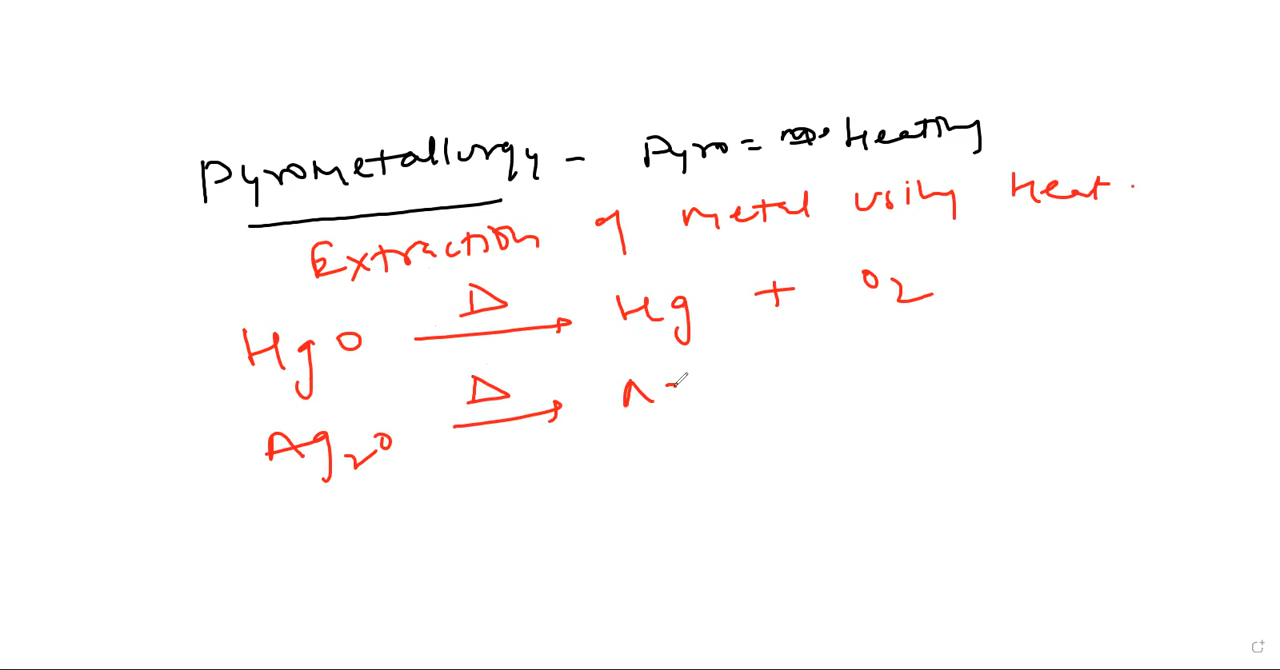 Pyrometallurgy - Pyro = Heating
Extraction of metal using Heat.
HgO Δ→ Hg + O2
Ag2O Δ→